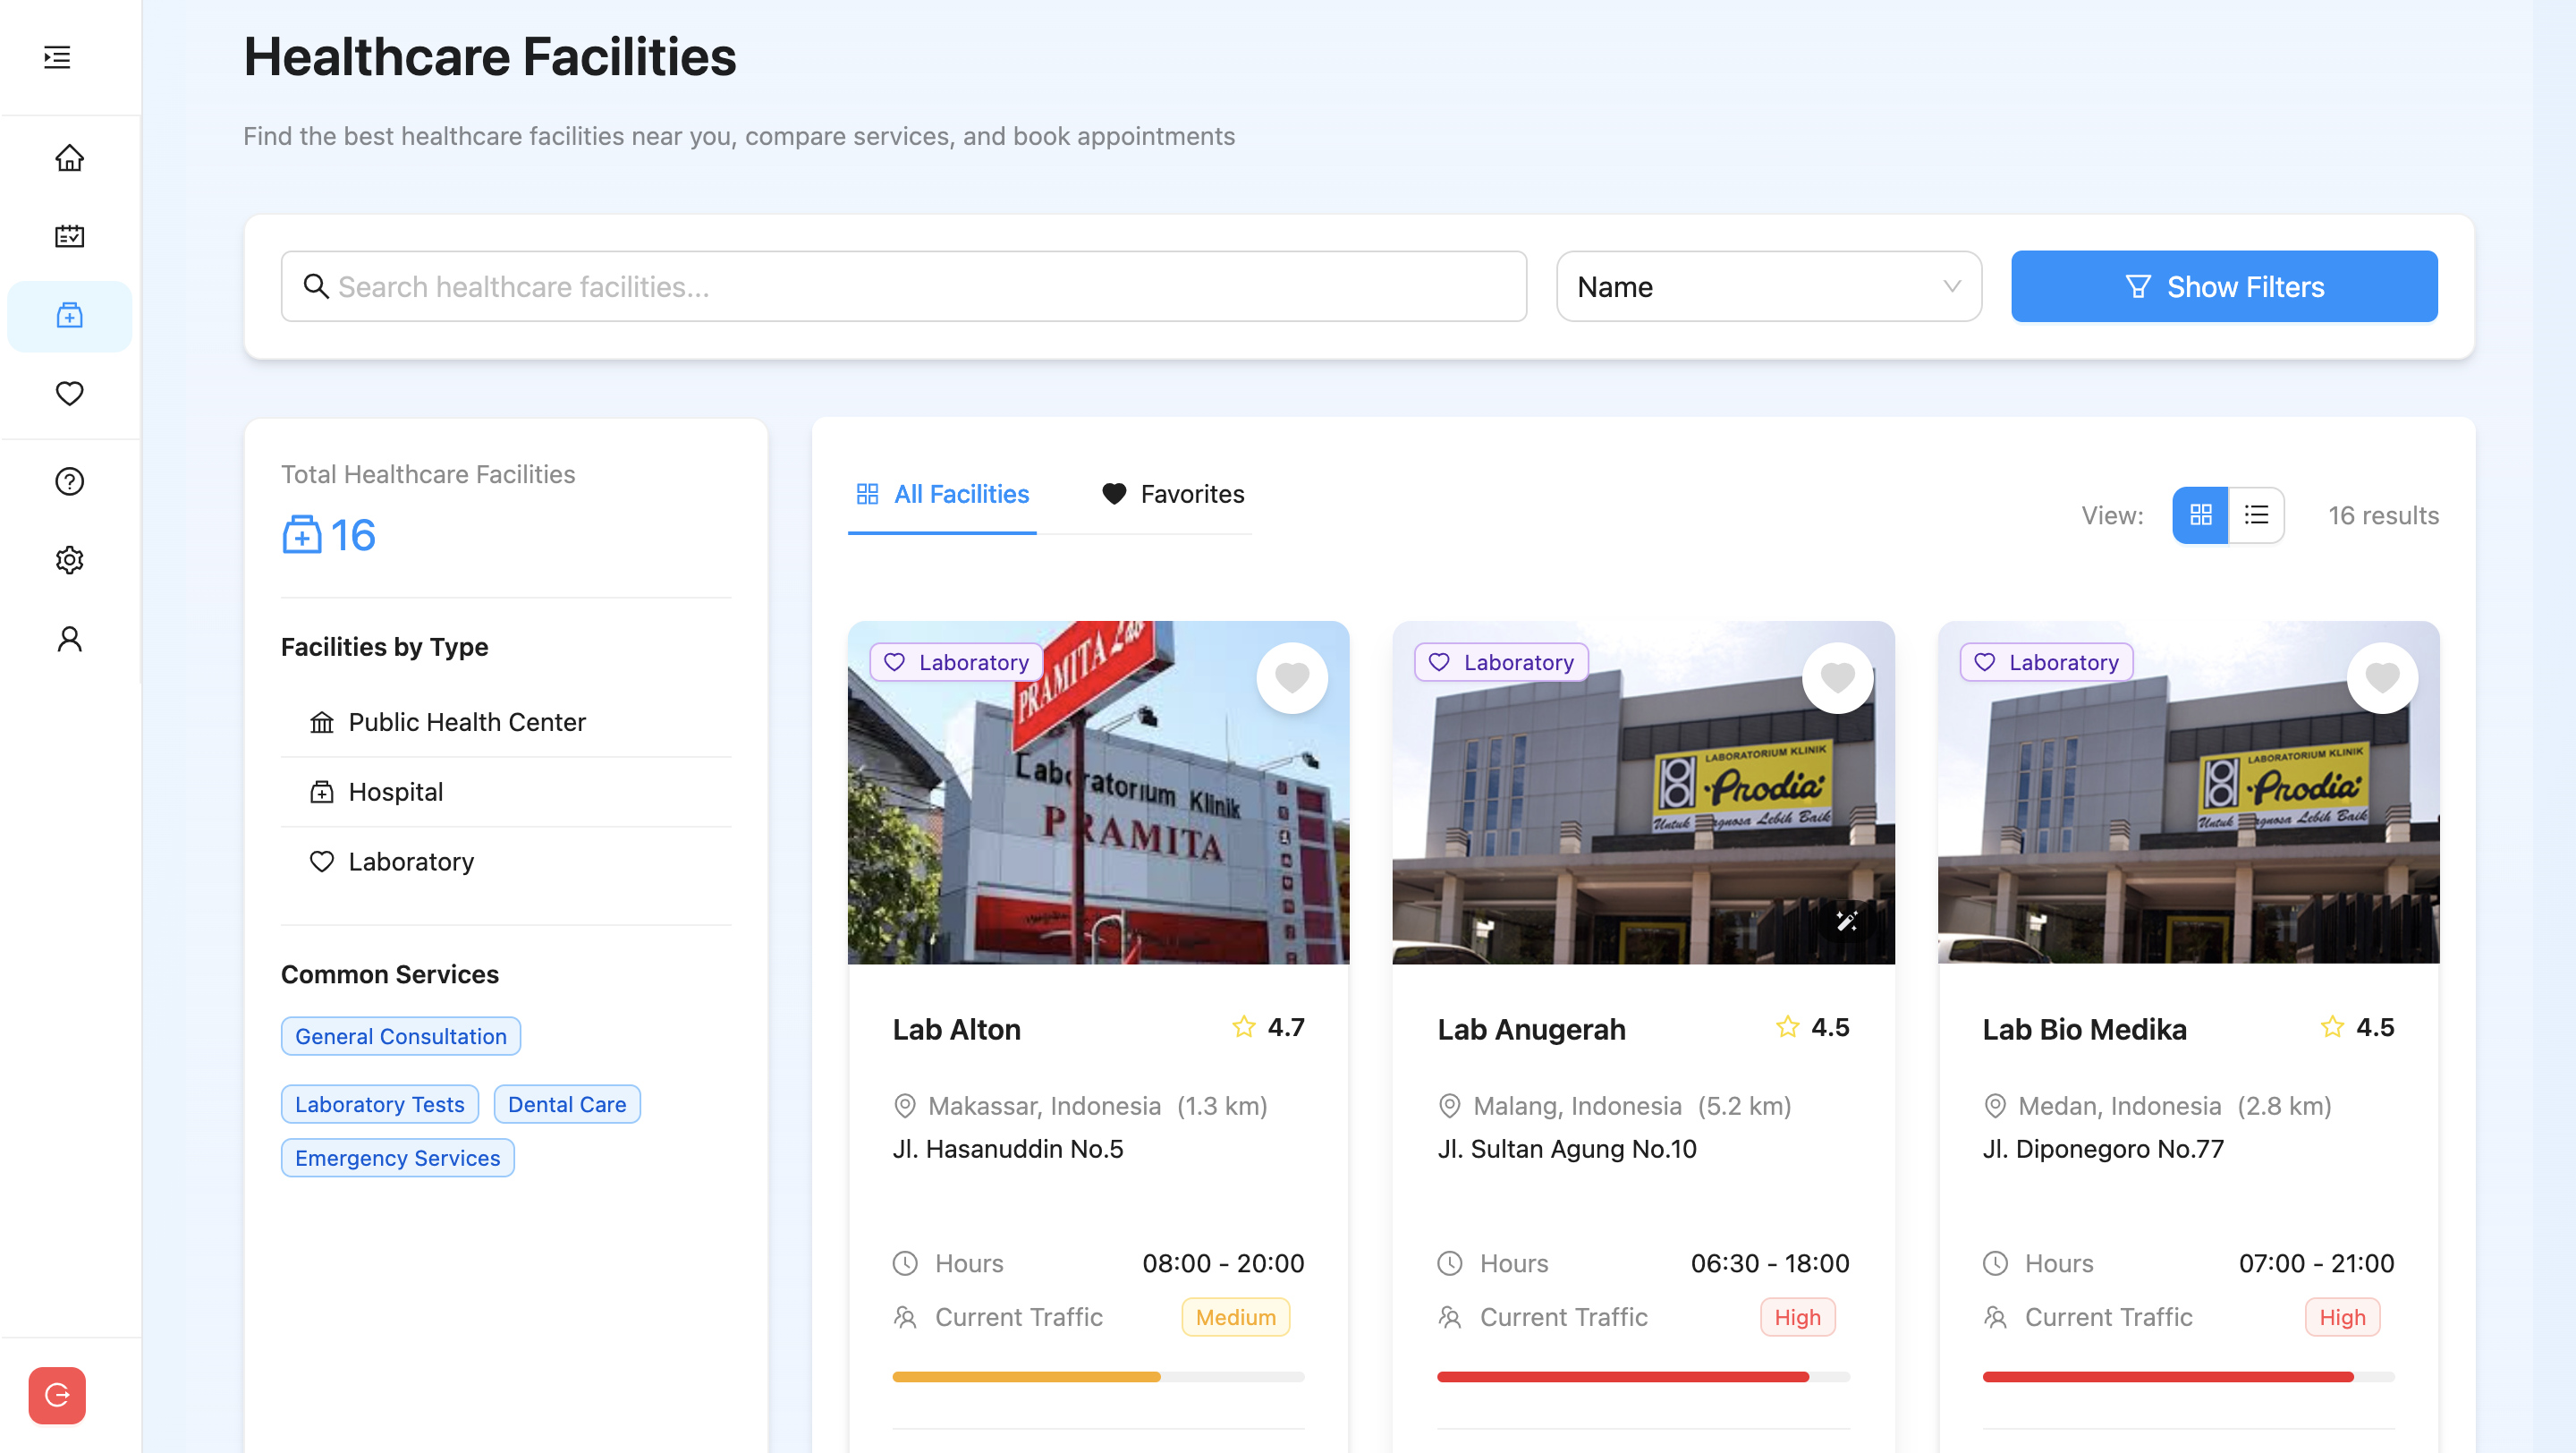 Healthcare Facilities
Find the best healthcare facilities near you, compare services, and book appointments
Search healthcare facilities...
Name
Show Filters
Total Healthcare Facilities
16
Facilities by Type
Public Health Center
Hospital
Laboratory
Common Services
General Consultation
Laboratory Tests
Dental Care
Emergency Services
All Facilities
Favorites
View:
16 results
Laboratory
PRAMITA Lab
Laboratorium Klinik
PRAMITA
Lab Alton
4.7
Makassar, Indonesia (1.3 km)
Jl. Hasanuddin No.5
Hours
08:00 - 20:00
Current Traffic
Medium
Laboratory
LABORATORIUM KLINIK
Prodia
Untuk Diagnosa Lebih Baik
Lab Anugerah
4.5
Malang, Indonesia (5.2 km)
Jl. Sultan Agung No.10
Hours
06:30 - 18:00
Current Traffic
High
Laboratory
LABORATORIUM KLINIK
Prodia
Untuk Diagnosa Lebih Baik
Lab Bio Medika
4.5
Medan, Indonesia (2.8 km)
Jl. Diponegoro No.77
Hours
07:00 - 21:00
Current Traffic
High